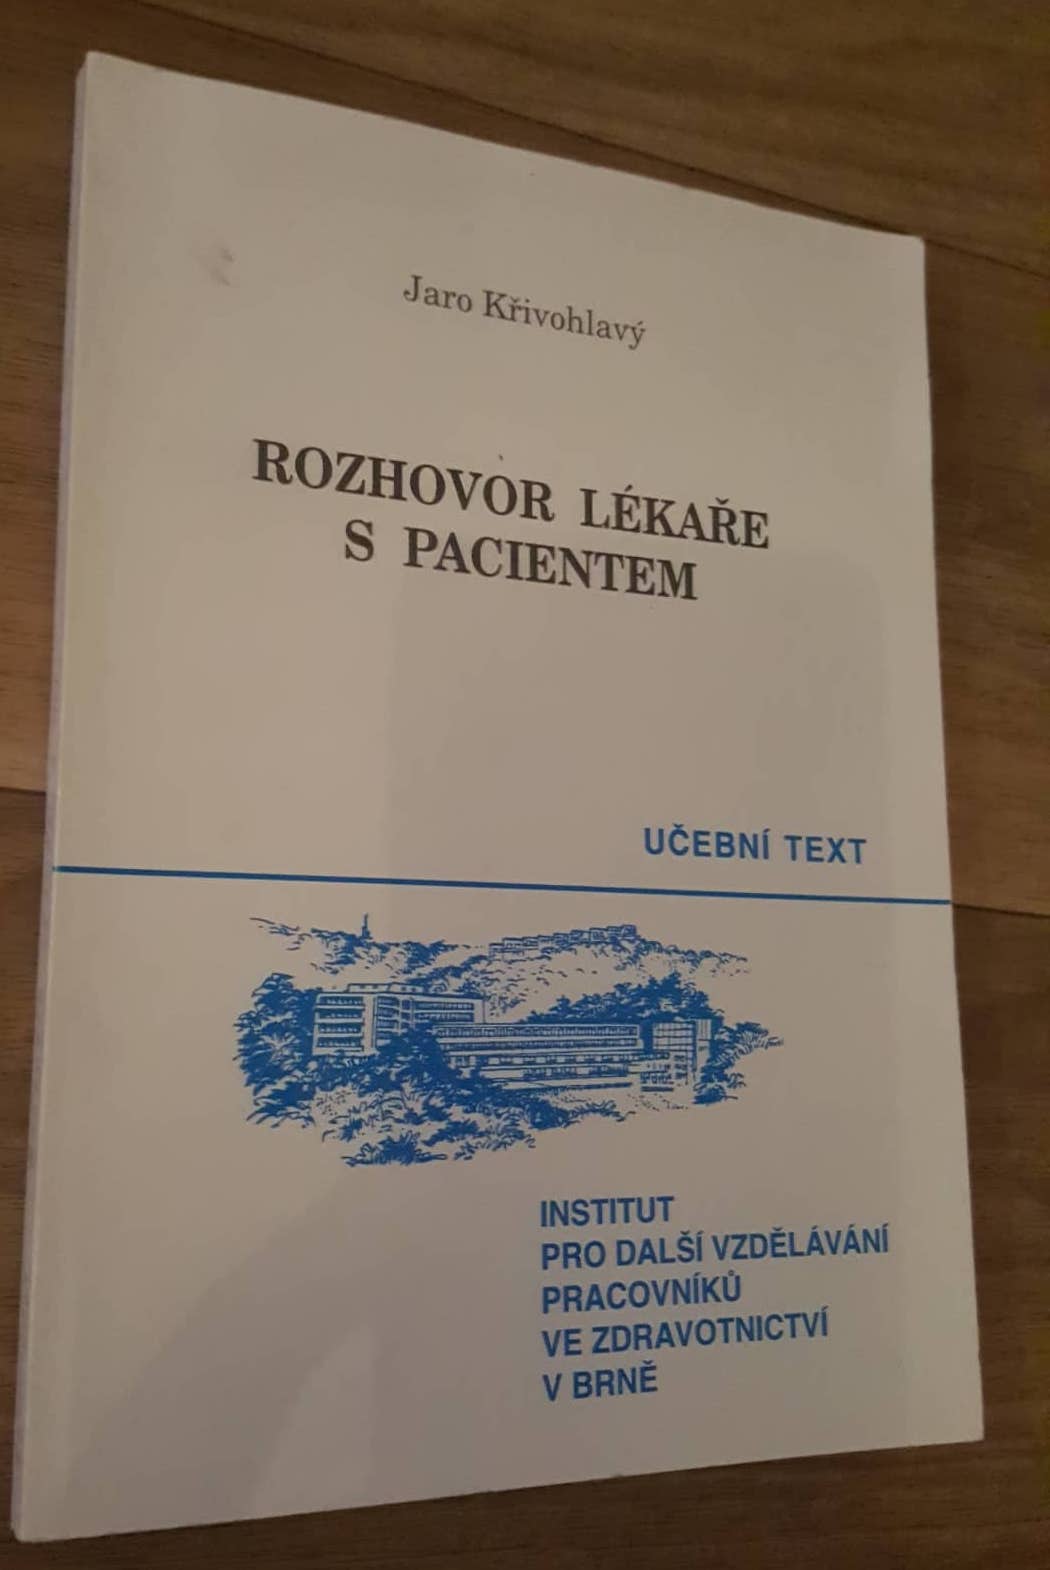 Jaro Křivohlavý
ROZHOVOR LÉKAŘE
S PACIENTEM
UČEBNÍ TEXT
INSTITUT
PRO DALŠÍ VZDĚLÁVÁNÍ
PRACOVNÍKŮ
VE ZDRAVOTNICTVÍ
V BRNĚ